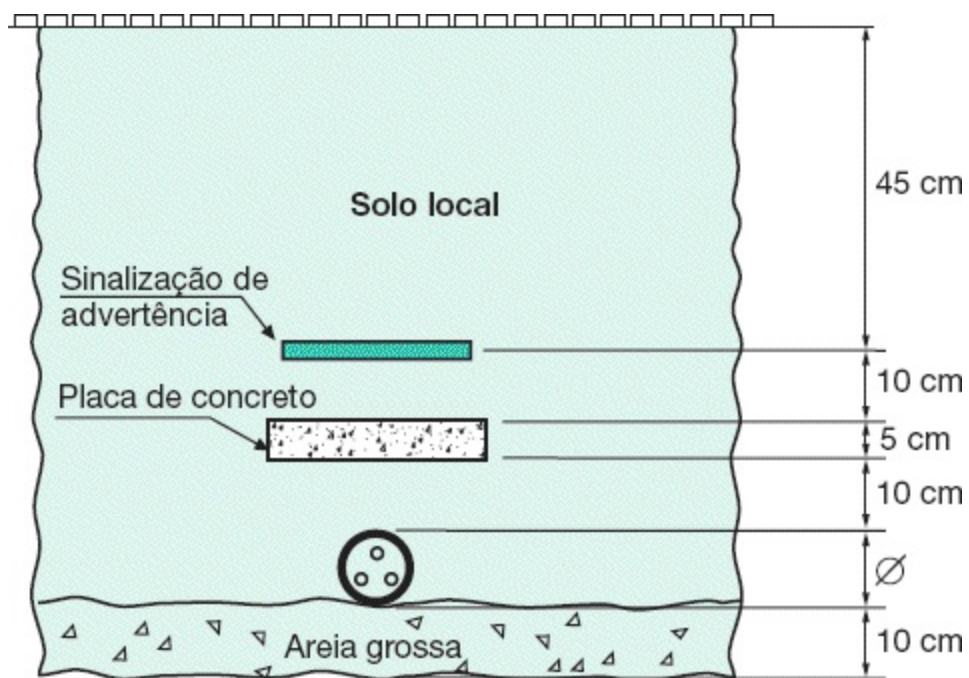 45 cm
Solo local
Sinalização de
advertência
10 cm
Placa de concreto
5 cm
10 cm
Ø
Areia grossa
10 cm